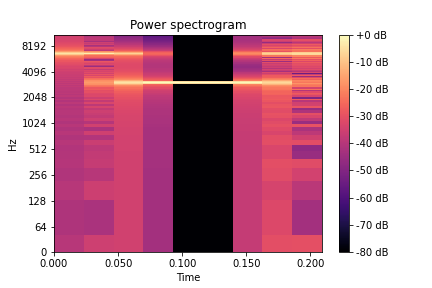 Power spectrogram
8192
4096
2048
1024
512
256
128
64
0
Hz
0.000 0.050 0.100 0.150 0.200
Time
+0 dB
-10 dB
-20 dB
-30 dB
-40 dB
-50 dB
-60 dB
-70 dB
-80 dB